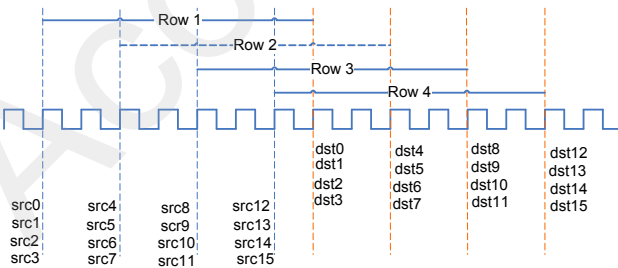 Row 1
Row 2
Row 3
Row 4
dst0
dst1
dst2
dst3
dst4
dst5
dst6
dst7
dst8
dst9
dst10
dst11
dst12
dst13
dst14
dst15
src0
src1
src2
src3
src4
src5
src6
src7
src8
scr9
src10
src11
src12
src13
src14
src15